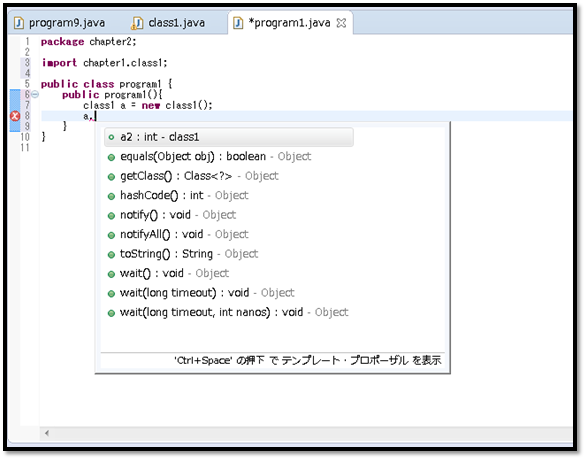 program9.java class1.java *program1.java
1 package chapter2;
2
3 import chapter1.class1;
4
5 public class program1 {
6 public program1(){
7 class1 a = new class1();
8 a.
9 }
10 }
11
a2 : int - class1
equals(Object obj) : boolean - Object
getClass() : Class<?> - Object
hashCode() : int - Object
notify() : void - Object
notifyAll() : void - Object
toString() : String - Object
wait() : void - Object
wait(long timeout) : void - Object
wait(long timeout, int nanos) : void - Object
'Ctrl+Space' の押下 で テンプレート・プロポーザル を表示